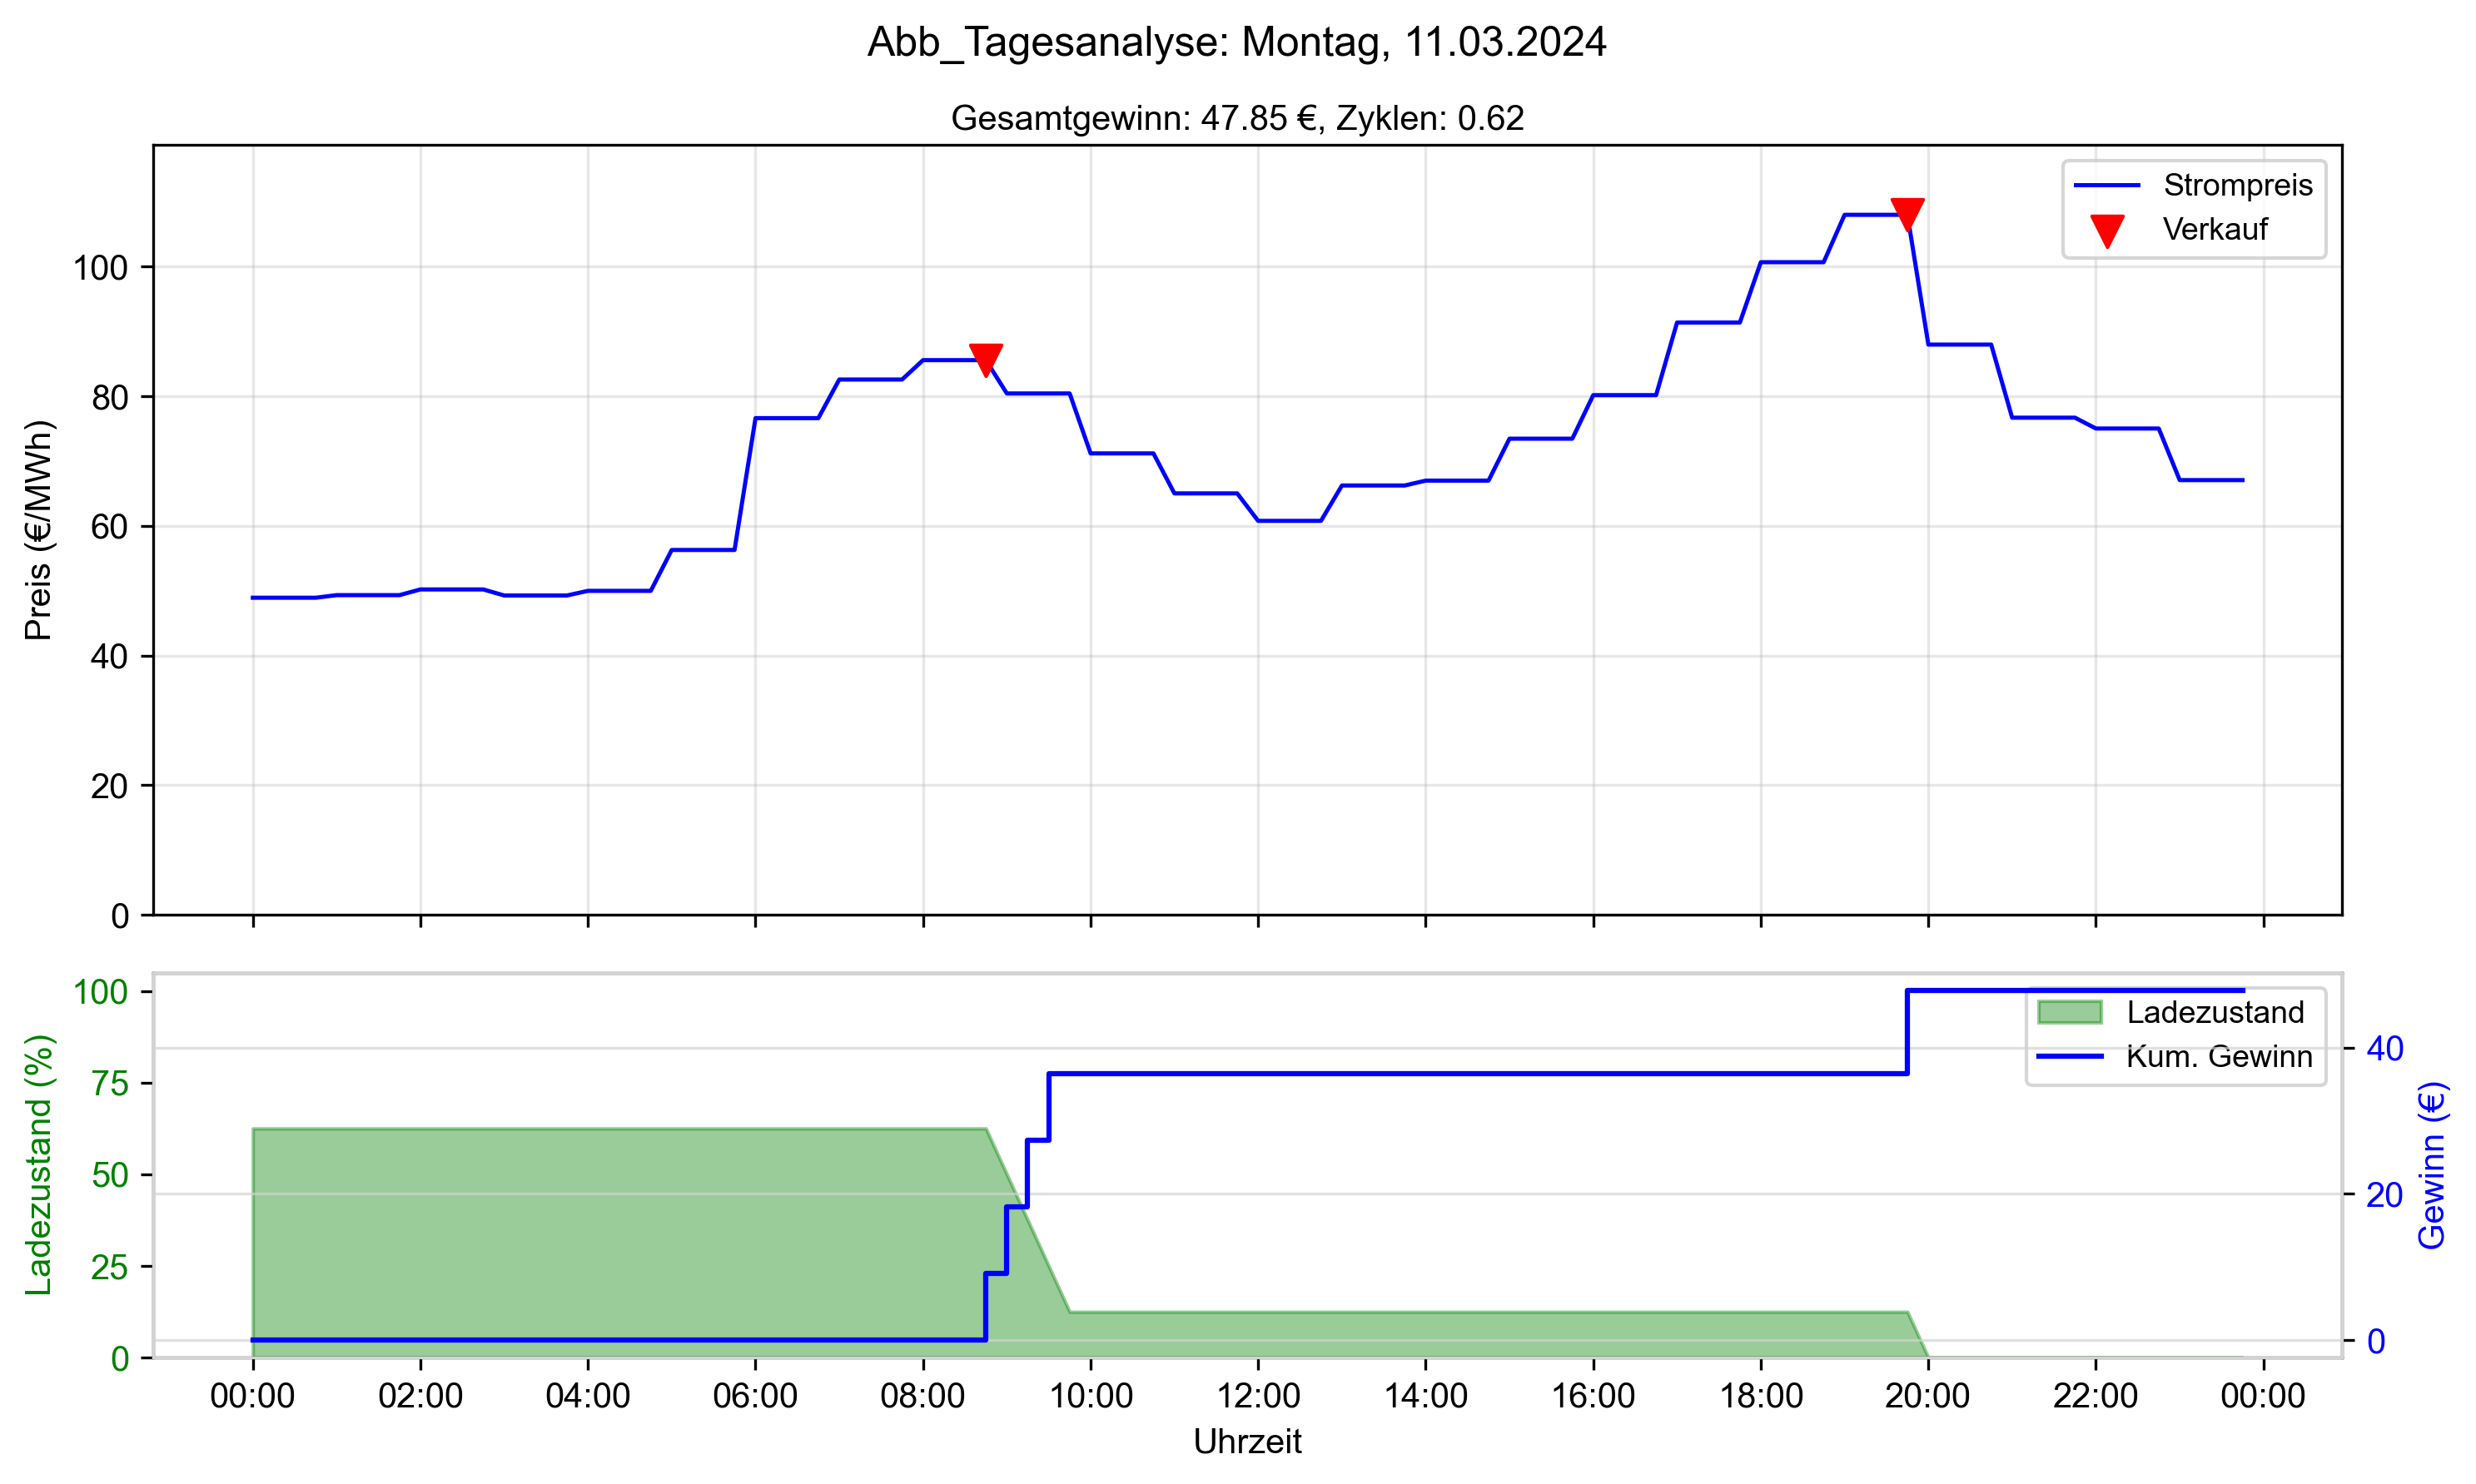 Abb_Tagesanalyse: Montag, 11.03.2024
Gesamtgewinn: 47.85 €, Zyklen: 0.62
Strompreis
Verkauf
Preis (€/MWh)
100
80
60
40
20
0
Ladezustand
Kum. Gewinn
Ladezustand (%)
100
75
50
25
0
Gewinn (€)
40
20
0
00:00 02:00 04:00 06:00 08:00 10:00 12:00 14:00 16:00 18:00 20:00 22:00 00:00
Uhrzeit